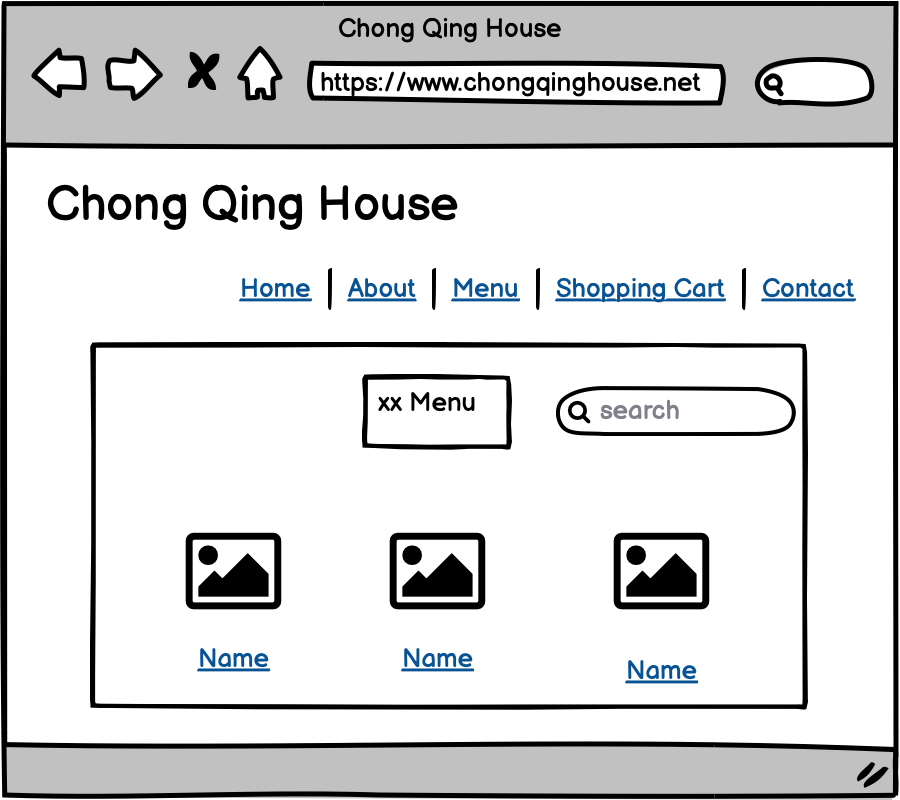 Chong Qing House
https://www.chongqinghouse.net
Chong Qing House
Home About Menu Shopping Cart Contact
xx Menu
search
Name Name Name